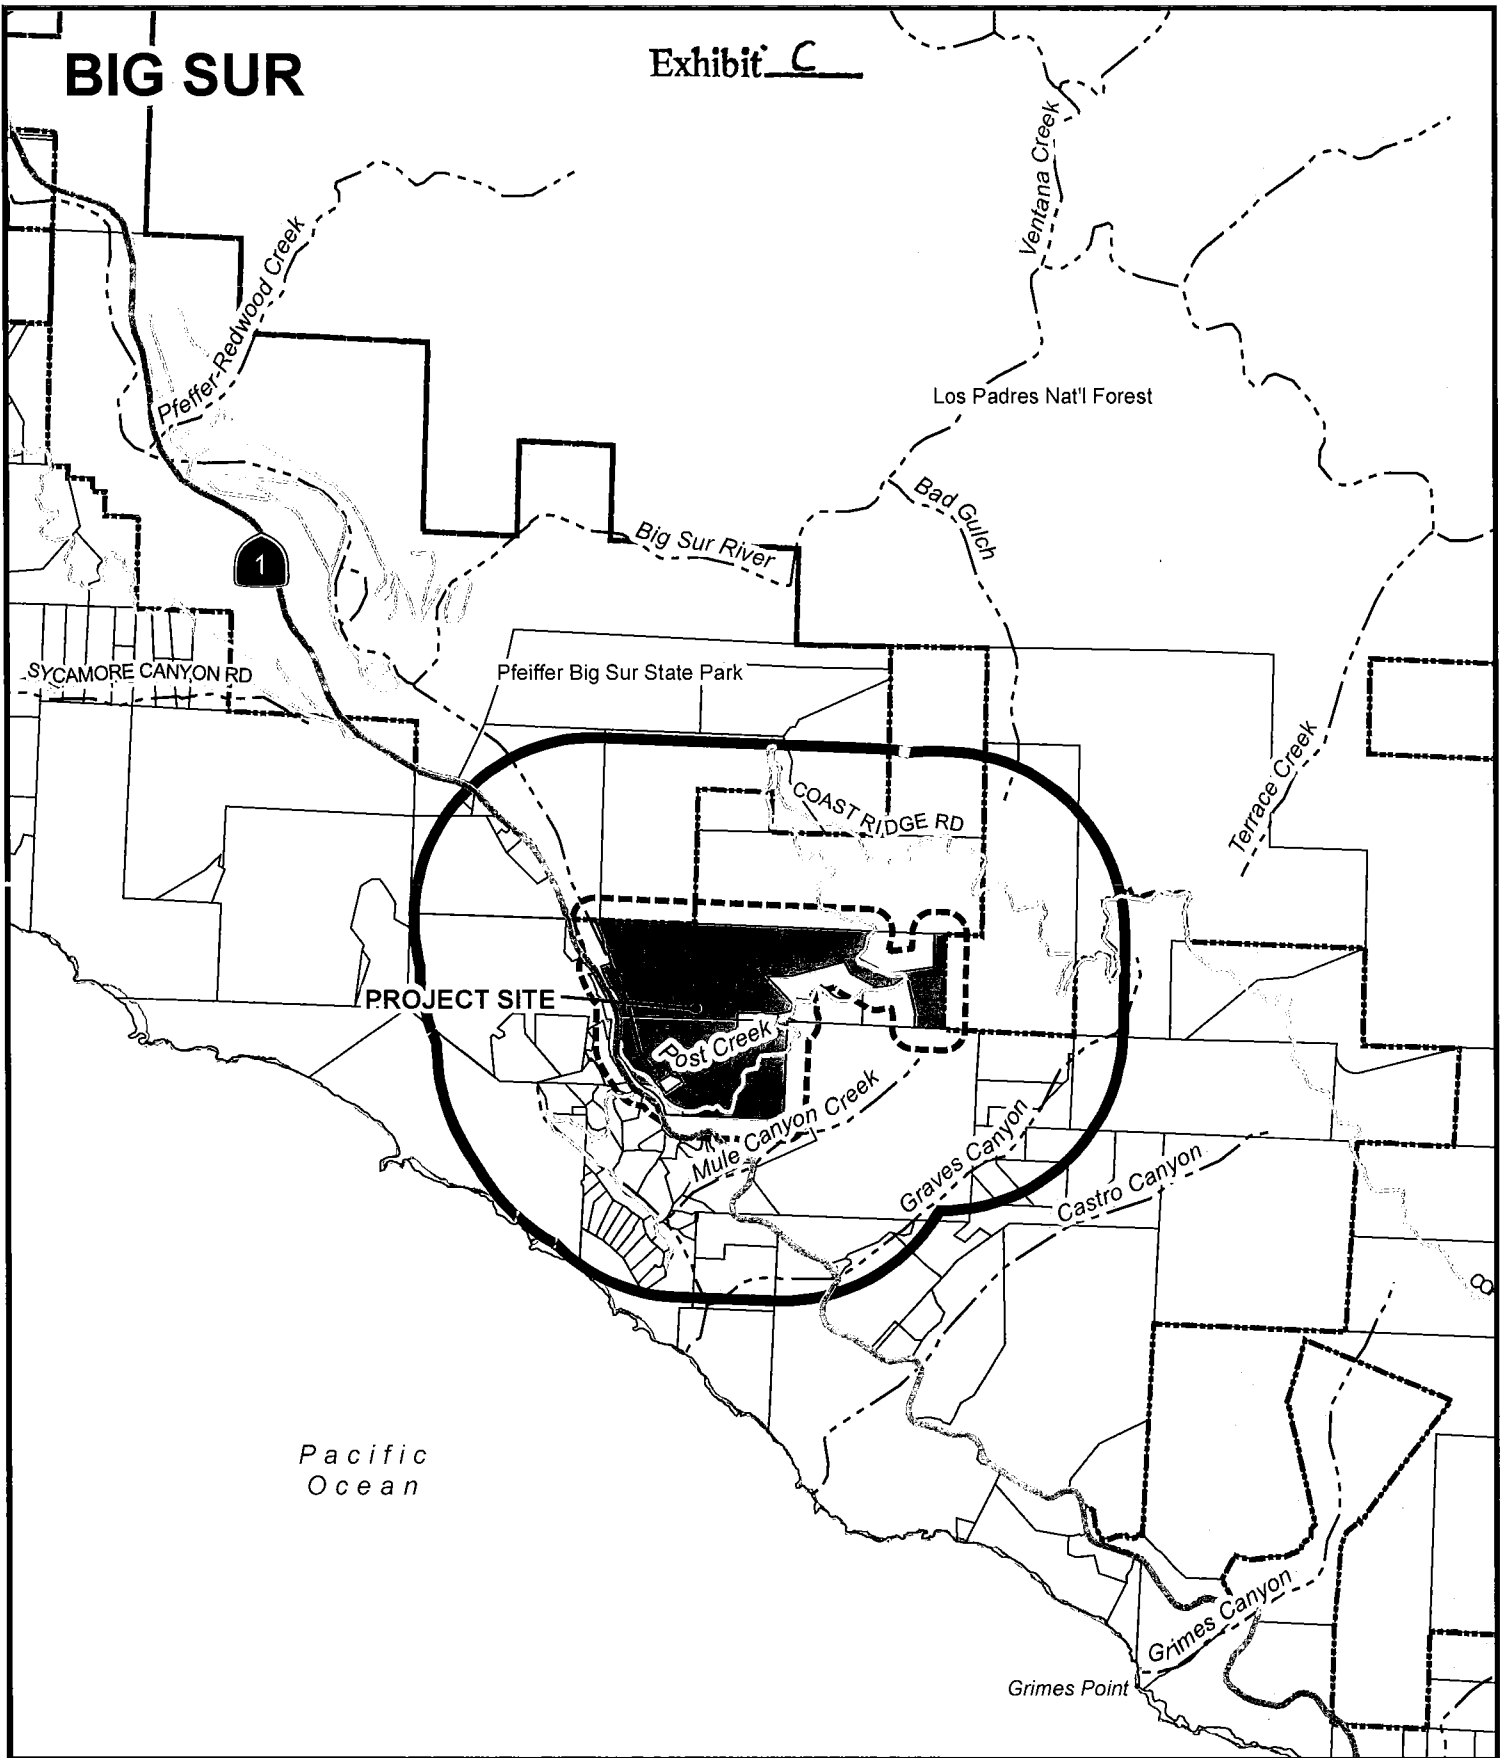 BIG SUR
Exhibit C
Ventana Creek
Pfeffer-Redwood Creek
Los Padres Nat'l Forest
Bad Gulch
Big Sur River
1
SYCAMORE CANYON RD
Pfeiffer Big Sur State Park
Terrace Creek
COAST RIDGE RD
PROJECT SITE
Post Creek
Mule Canyon Creek
Graves Canyon
Castro Canyon
CO
Pacific
Ocean
Grimes Canyon
Grimes Point